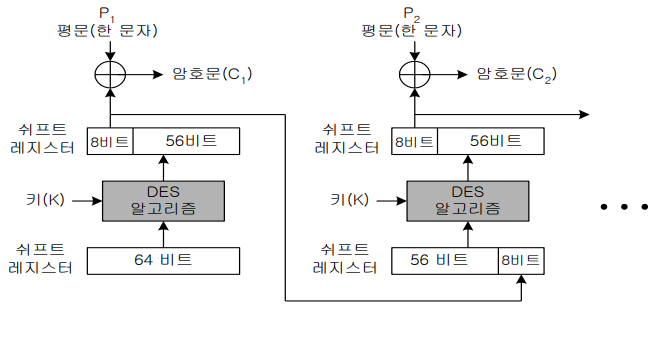 P1
평문(한 문자)
암호문(C1)
쉬프트
레지스터
8비트
56비트
키(K)
DES
알고리즘
쉬프트
레지스터
64 비트
P2
평문(한 문자)
암호문(C2)
쉬프트
레지스터
8비트
56비트
키(K)
DES
알고리즘
쉬프트
레지스터
56 비트
8비트
• • •